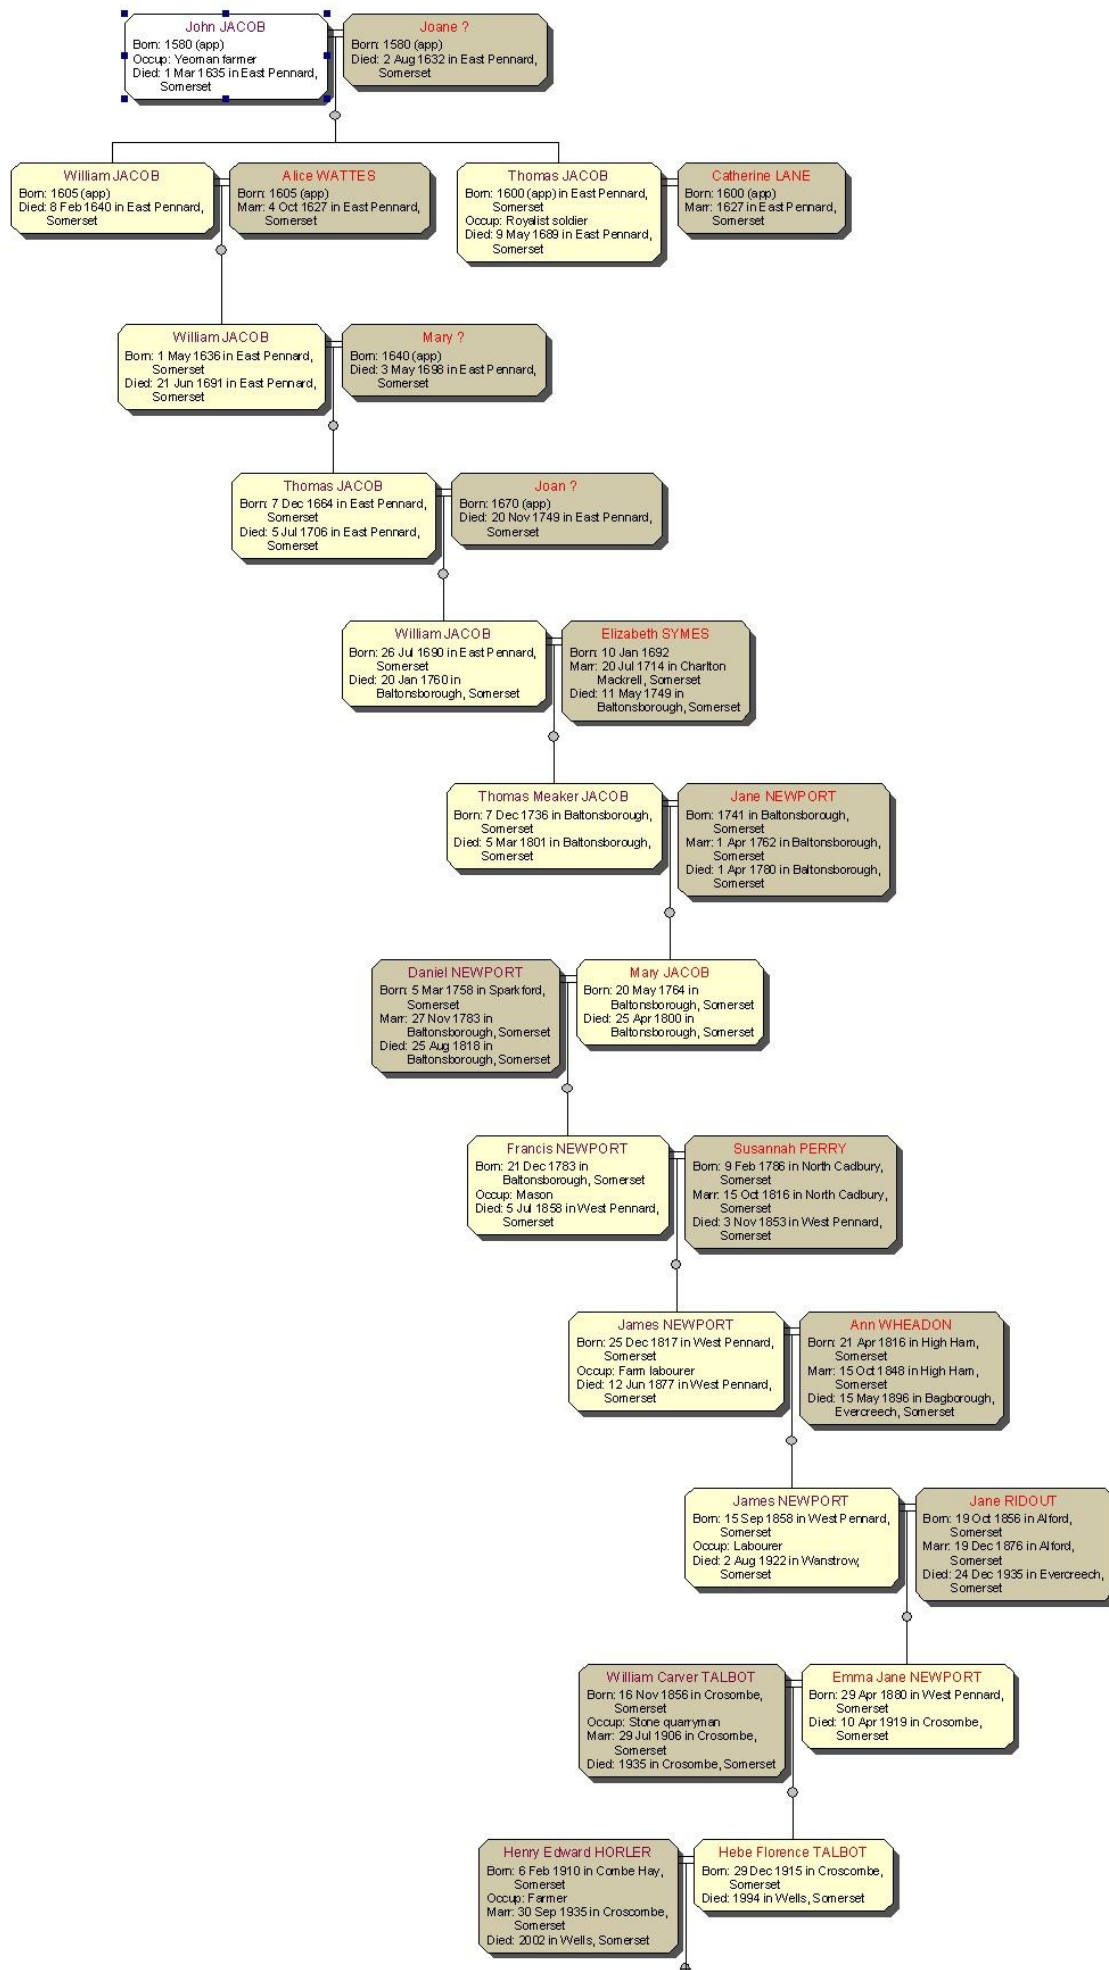 John JACOB
Born: 1580 (app)
Occup: Yeoman farmer
Died: 1 Mar 1635 in East Pennard,
Somerset
Joane ?
Born: 1580 (app)
Died: 2 Aug 1632 in East Pennard,
Somerset
William JACOB
Born: 1605 (app)
Died: 8 Feb 1640 in East Pennard,
Somerset
Alice WATTES
Born: 1605 (app)
Marr: 4 Oct 1627 in East Pennard,
Somerset
Thomas JACOB
Born: 1600 (app) in East Pennard,
Somerset
Occup: Royalist soldier
Died: 9 May 1689 in East Pennard,
Somerset
Catherine LANE
Born: 1600 (app)
Marr: 1627 in East Pennard,
Somerset
William JACOB
Born: 1 May 1636 in East Pennard,
Somerset
Died: 21 Jun 1691 in East Pennard,
Somerset
Mary ?
Born: 1640 (app)
Died: 3 May 1698 in East Pennard,
Somerset
Thomas JACOB
Born: 7 Dec 1664 in East Pennard,
Somerset
Died: 5 Jul 1706 in East Pennard,
Somerset
Joan ?
Born: 1670 (app)
Died: 20 Nov 1749 in East Pennard,
Somerset
William JACOB
Born: 26 Jul 1690 in East Pennard,
Somerset
Died: 20 Jan 1760 in
Baltonsborough, Somerset
Elizabeth SYMES
Born: 10 Jan 1692
Marr: 20 Jul 1714 in Charlton
Mackrell, Somerset
Died: 11 May 1749 in
Baltonsborough, Somerset
Thomas Meaker JACOB
Born: 7 Dec 1736 in Baltonsborough,
Somerset
Died: 5 Mar 1801 in Baltonsborough,
Somerset
Jane NEWPORT
Born: 1741 in Baltonsborough,
Somerset
Marr: 1 Apr 1762 in Baltonsborough,
Somerset
Died: 1 Apr 1780 in Baltonsborough,
Somerset
Daniel NEWPORT
Born: 5 Mar 1758 in Sparkford,
Somerset
Marr: 27 Nov 1783 in
Baltonsborough, Somerset
Died: 25 Aug 1818 in
Baltonsborough, Somerset
Mary JACOB
Born: 20 May 1764 in
Baltonsborough, Somerset
Died: 25 Apr 1800 in
Baltonsborough, Somerset
Francis NEWPORT
Born: 21 Dec 1783 in
Baltonsborough, Somerset
Occup: Mason
Died: 5 Jul 1858 in West Pennard,
Somerset
Susannah PERRY
Born: 9 Feb 1786 in North Cadbury,
Somerset
Marr: 15 Oct 1816 in North Cadbury,
Somerset
Died: 3 Nov 1853 in West Pennard,
Somerset
James NEWPORT
Born: 25 Dec 1817 in West Pennard,
Somerset
Occup: Farm labourer
Died: 12 Jun 1877 in West Pennard,
Somerset
Ann WHEADON
Born: 21 Apr 1816 in High Ham,
Somerset
Marr: 15 Oct 1848 in High Ham,
Somerset
Died: 15 May 1896 in Bagborough,
Evercreech, Somerset
James NEWPORT
Born: 15 Sep 1858 in West Pennard,
Somerset
Occup: Labourer
Died: 2 Aug 1922 in Wanstrow,
Somerset
Jane RIDOUT
Born: 19 Oct 1856 in Alford,
Somerset
Marr: 19 Dec 1876 in Alford,
Somerset
Died: 24 Dec 1935 in Evercreech,
Somerset
William Carver TALBOT
Born: 16 Nov 1856 in Crosombe,
Somerset
Occup: Stone quarryman
Marr: 29 Jul 1906 in Crosombe,
Somerset
Died: 1935 in Crosombe, Somerset
Emma Jane NEWPORT
Born: 29 Apr 1880 in West Pennard,
Somerset
Died: 10 Apr 1919 in Crosombe,
Somerset
Henry Edward HORLER
Born: 6 Feb 1910 in Combe Hay,
Somerset
Occup: Farmer
Marr: 30 Sep 1935 in Croscombe,
Somerset
Died: 2002 in Wells, Somerset
Hebe Florence TALBOT
Born: 29 Dec 1915 in Croscombe,
Somerset
Died: 1994 in Wells, Somerset